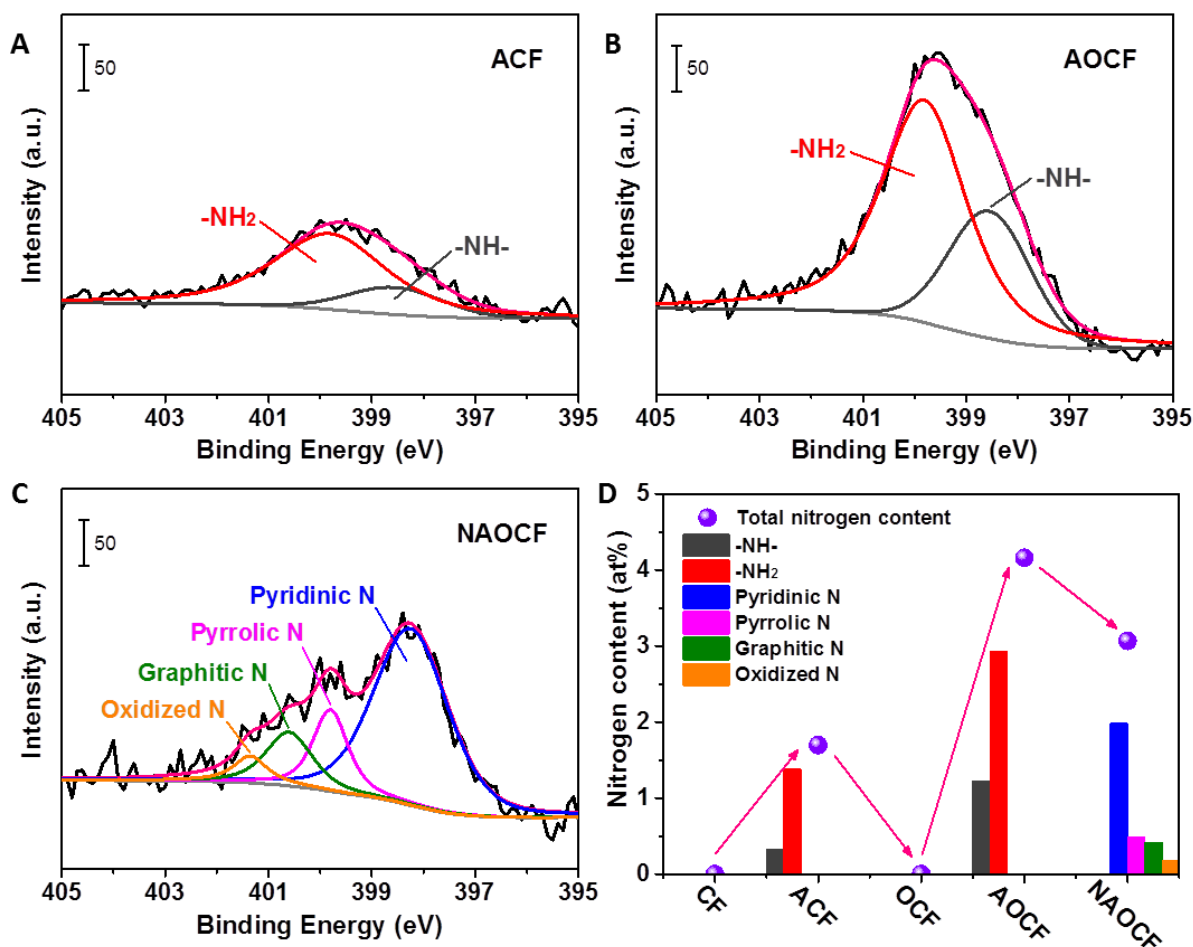 A
50
ACF
-NH2
-NH-
Intensity (a.u.)
405 403 401 399 397 395
Binding Energy (eV)
B
50
AOCF
-NH2
-NH-
Intensity (a.u.)
405 403 401 399 397 395
Binding Energy (eV)
C
50
NAOCF
Pyridinic N
Pyrrolic N
Graphitic N
Oxidized N
Intensity (a.u.)
405 403 401 399 397 395
Binding Energy (eV)
D
Total nitrogen content
-NH-
-NH2
Pyridinic N
Pyrrolic N
Graphitic N
Oxidized N
Nitrogen content (at%)
5
4
3
2
1
0
CF ACF OCF AOCF NAOCF